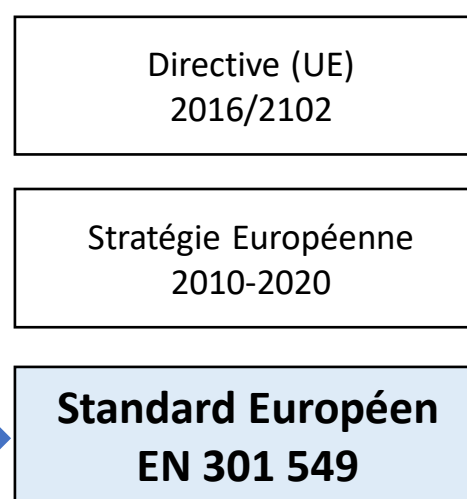 Directive (UE)
2016/2102
Stratégie Européenne
2010-2020
Standard Européen
EN 301 549